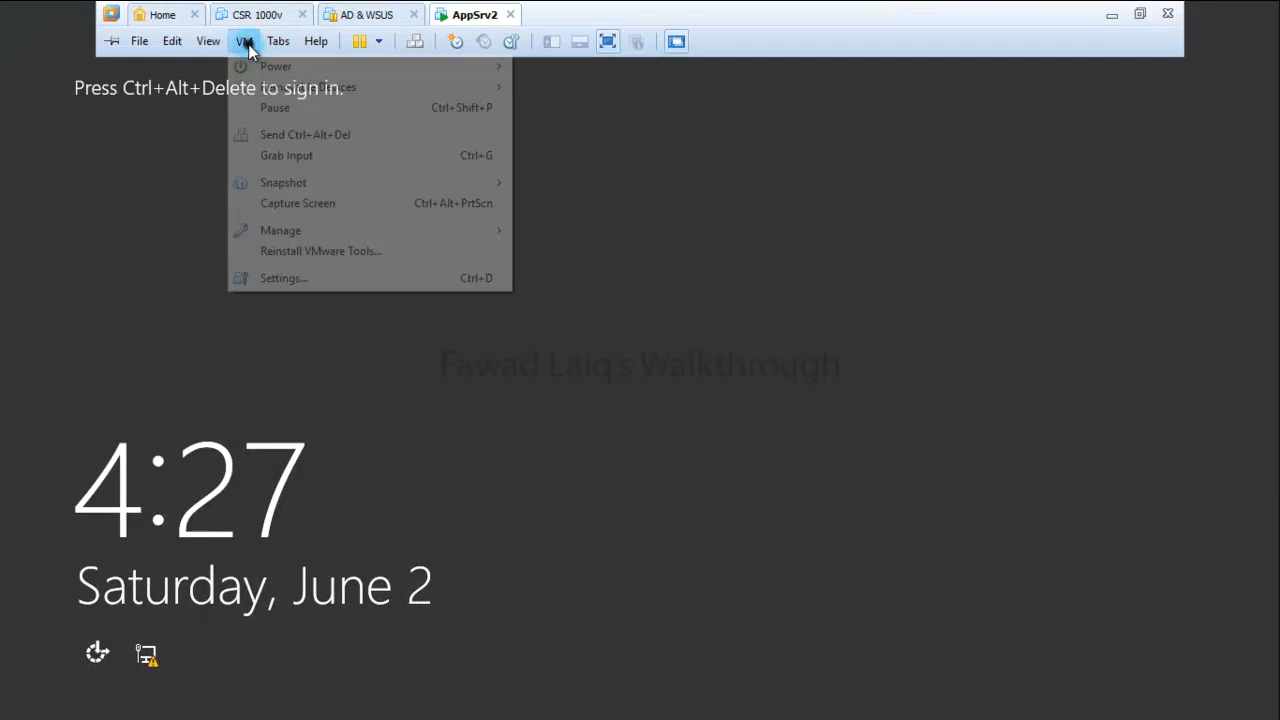 Home CSR 1000v AD & WSUS AppSrv2
File Edit View VM Tabs Help
Power
Press Ctrl+Alt+Delete to sign in.
Pause Ctrl+Shift+P
Send Ctrl+Alt+Del
Grab Input Ctrl+G
Snapshot
Capture Screen Ctrl+Alt+PrtScn
Manage
Reinstall VMware Tools...
Settings... Ctrl+D
Fawad Laiq's Walkthrough
4:27
Saturday, June 2